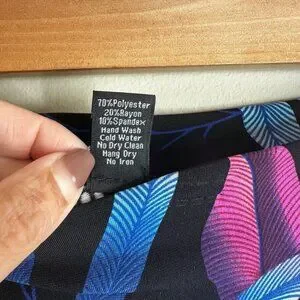 70%Polyester
20%Rayon
10%Spandex
Hand Wash
Cold Water
No Dry Clean
Hang Dry
No Iron